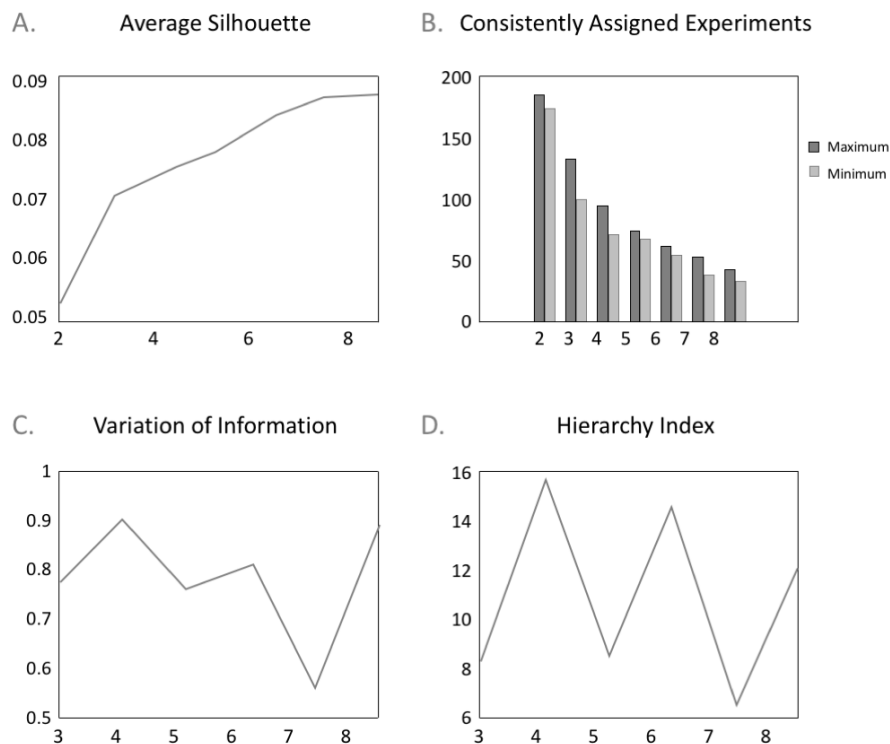 A. Average Silhouette
0.09
0.08
0.07
0.06
0.05
2 4 6 8
B. Consistently Assigned Experiments
200
150
100
50
0
2 3 4 5 6 7 8
Maximum
Minimum
C. Variation of Information
1
0.9
0.8
0.7
0.6
0.5
3 4 5 6 7 8
D. Hierarchy Index
16
14
12
10
8
6
3 4 5 6 7 8